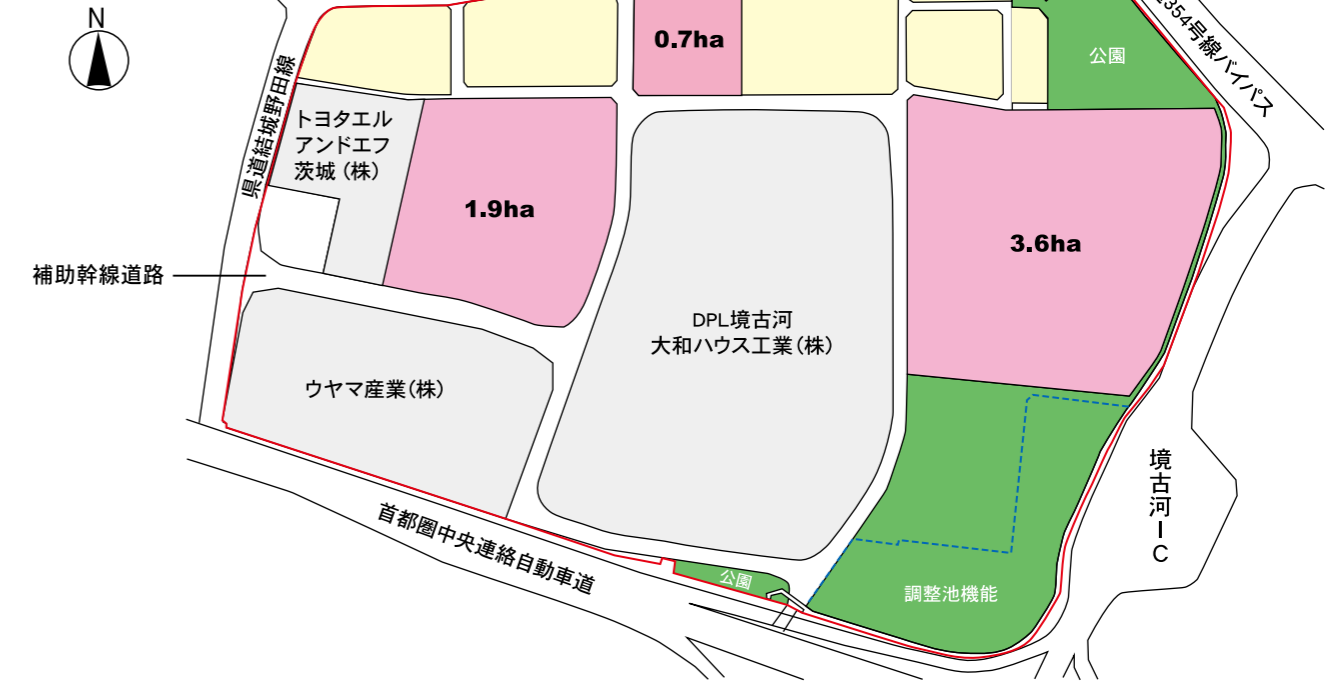 N
0.7ha
公園
354号線バイパス
県道結城野田線
トヨタエル
アンドエフ
茨城（株）
1.9ha
3.6ha
補助幹線道路
DPL境古河
大和ハウス工業（株）
ウヤマ産業（株）
境古河IC
首都圏中央連絡自動車道
公園
調整池機能